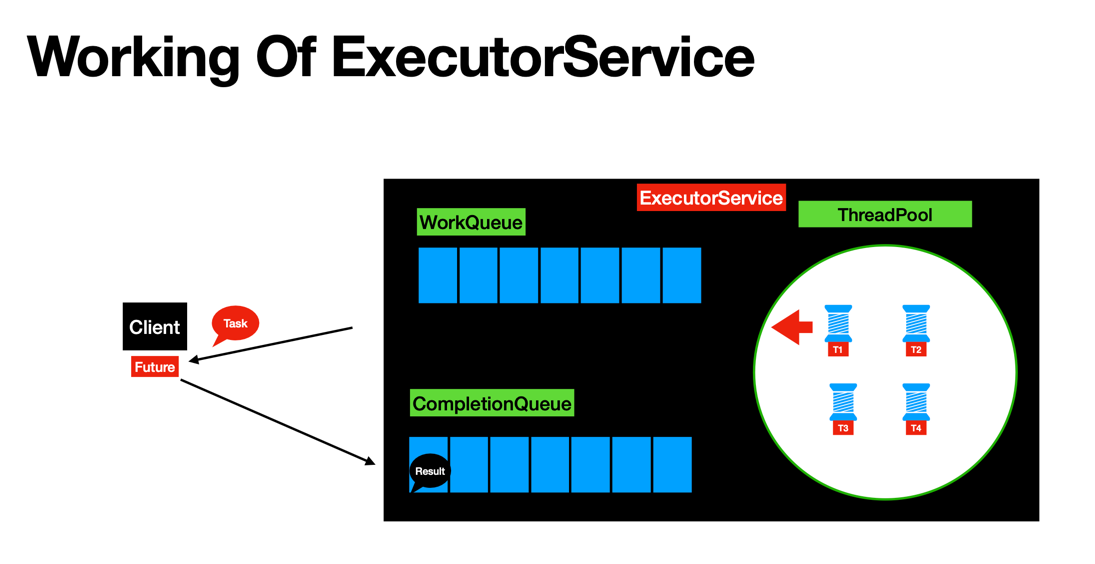 Working Of ExecutorService
ExecutorService
ThreadPool
WorkQueue
Client
Task
Future
T1
T2
CompletionQueue
T3
T4
Result